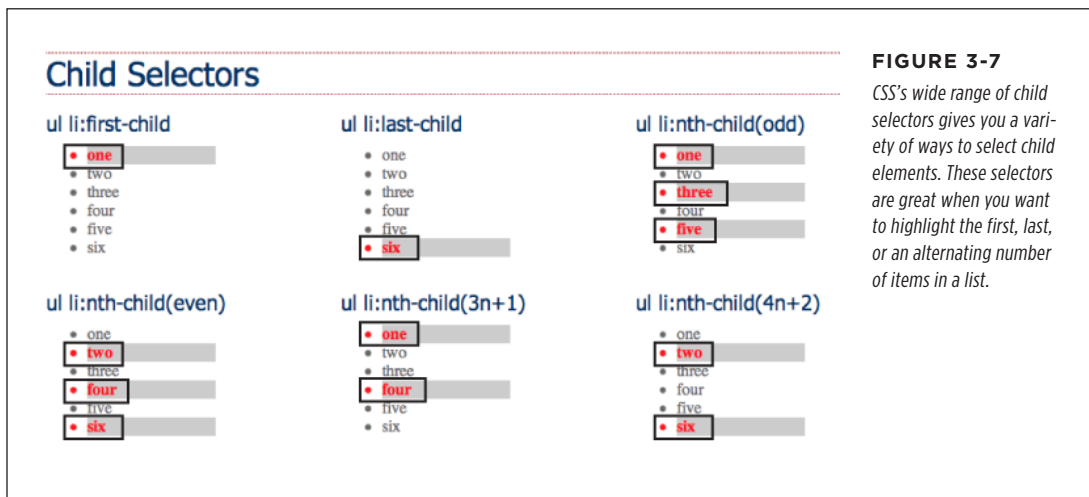 Child Selectors
ul li:first-child
• one
• two
• three
• four
• five
• six
ul li:last-child
• one
• two
• three
• four
• five
• six
ul li:nth-child(odd)
• one
• two
• three
• four
• five
• six
ul li:nth-child(even)
• one
• two
• three
• four
• five
• six
ul li:nth-child(3n+1)
• one
• two
• three
• four
• five
• six
ul li:nth-child(4n+2)
• one
• two
• three
• four
• five
• six
FIGURE 3-7
CSS's wide range of child
selectors gives you a vari-
ety of ways to select child
elements. These selectors
are great when you want
to highlight the first, last,
or an alternating number
of items in a list.